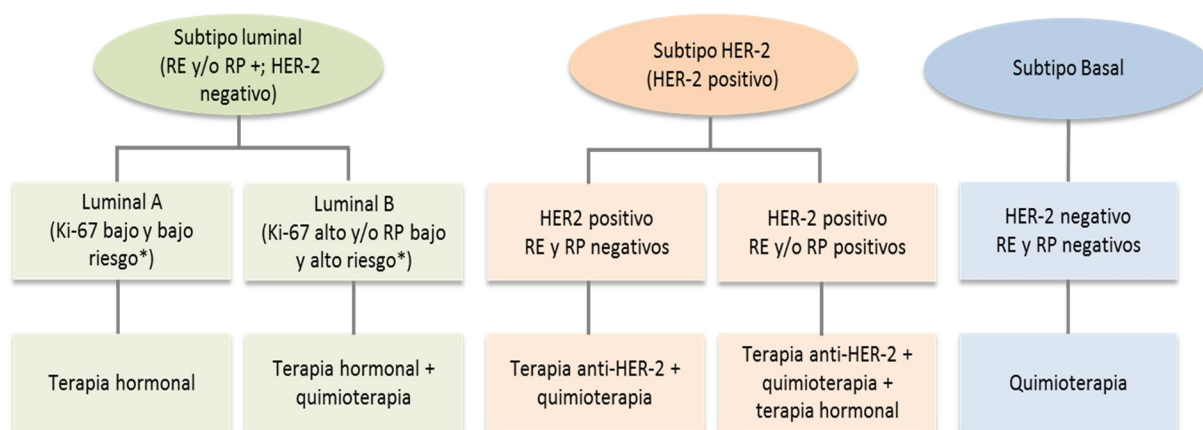 Subtipo luminal
(RE y/o RP +; HER-2
negativo)
Subtipo HER-2
(HER-2 positivo)
Subtipo Basal
Luminal A
(Ki-67 bajo y bajo
riesgo*)
Luminal B
(Ki-67 alto y/o RP bajo
y alto riesgo*)
HER2 positivo
RE y RP negativos
HER-2 positivo
RE y/o RP positivos
HER-2 negativo
RE y RP negativos
Terapia hormonal
Terapia hormonal +
quimioterapia
Terapia anti-HER-2 +
quimioterapia
Terapia anti-HER-2 +
quimioterapia +
terapia hormonal
Quimioterapia